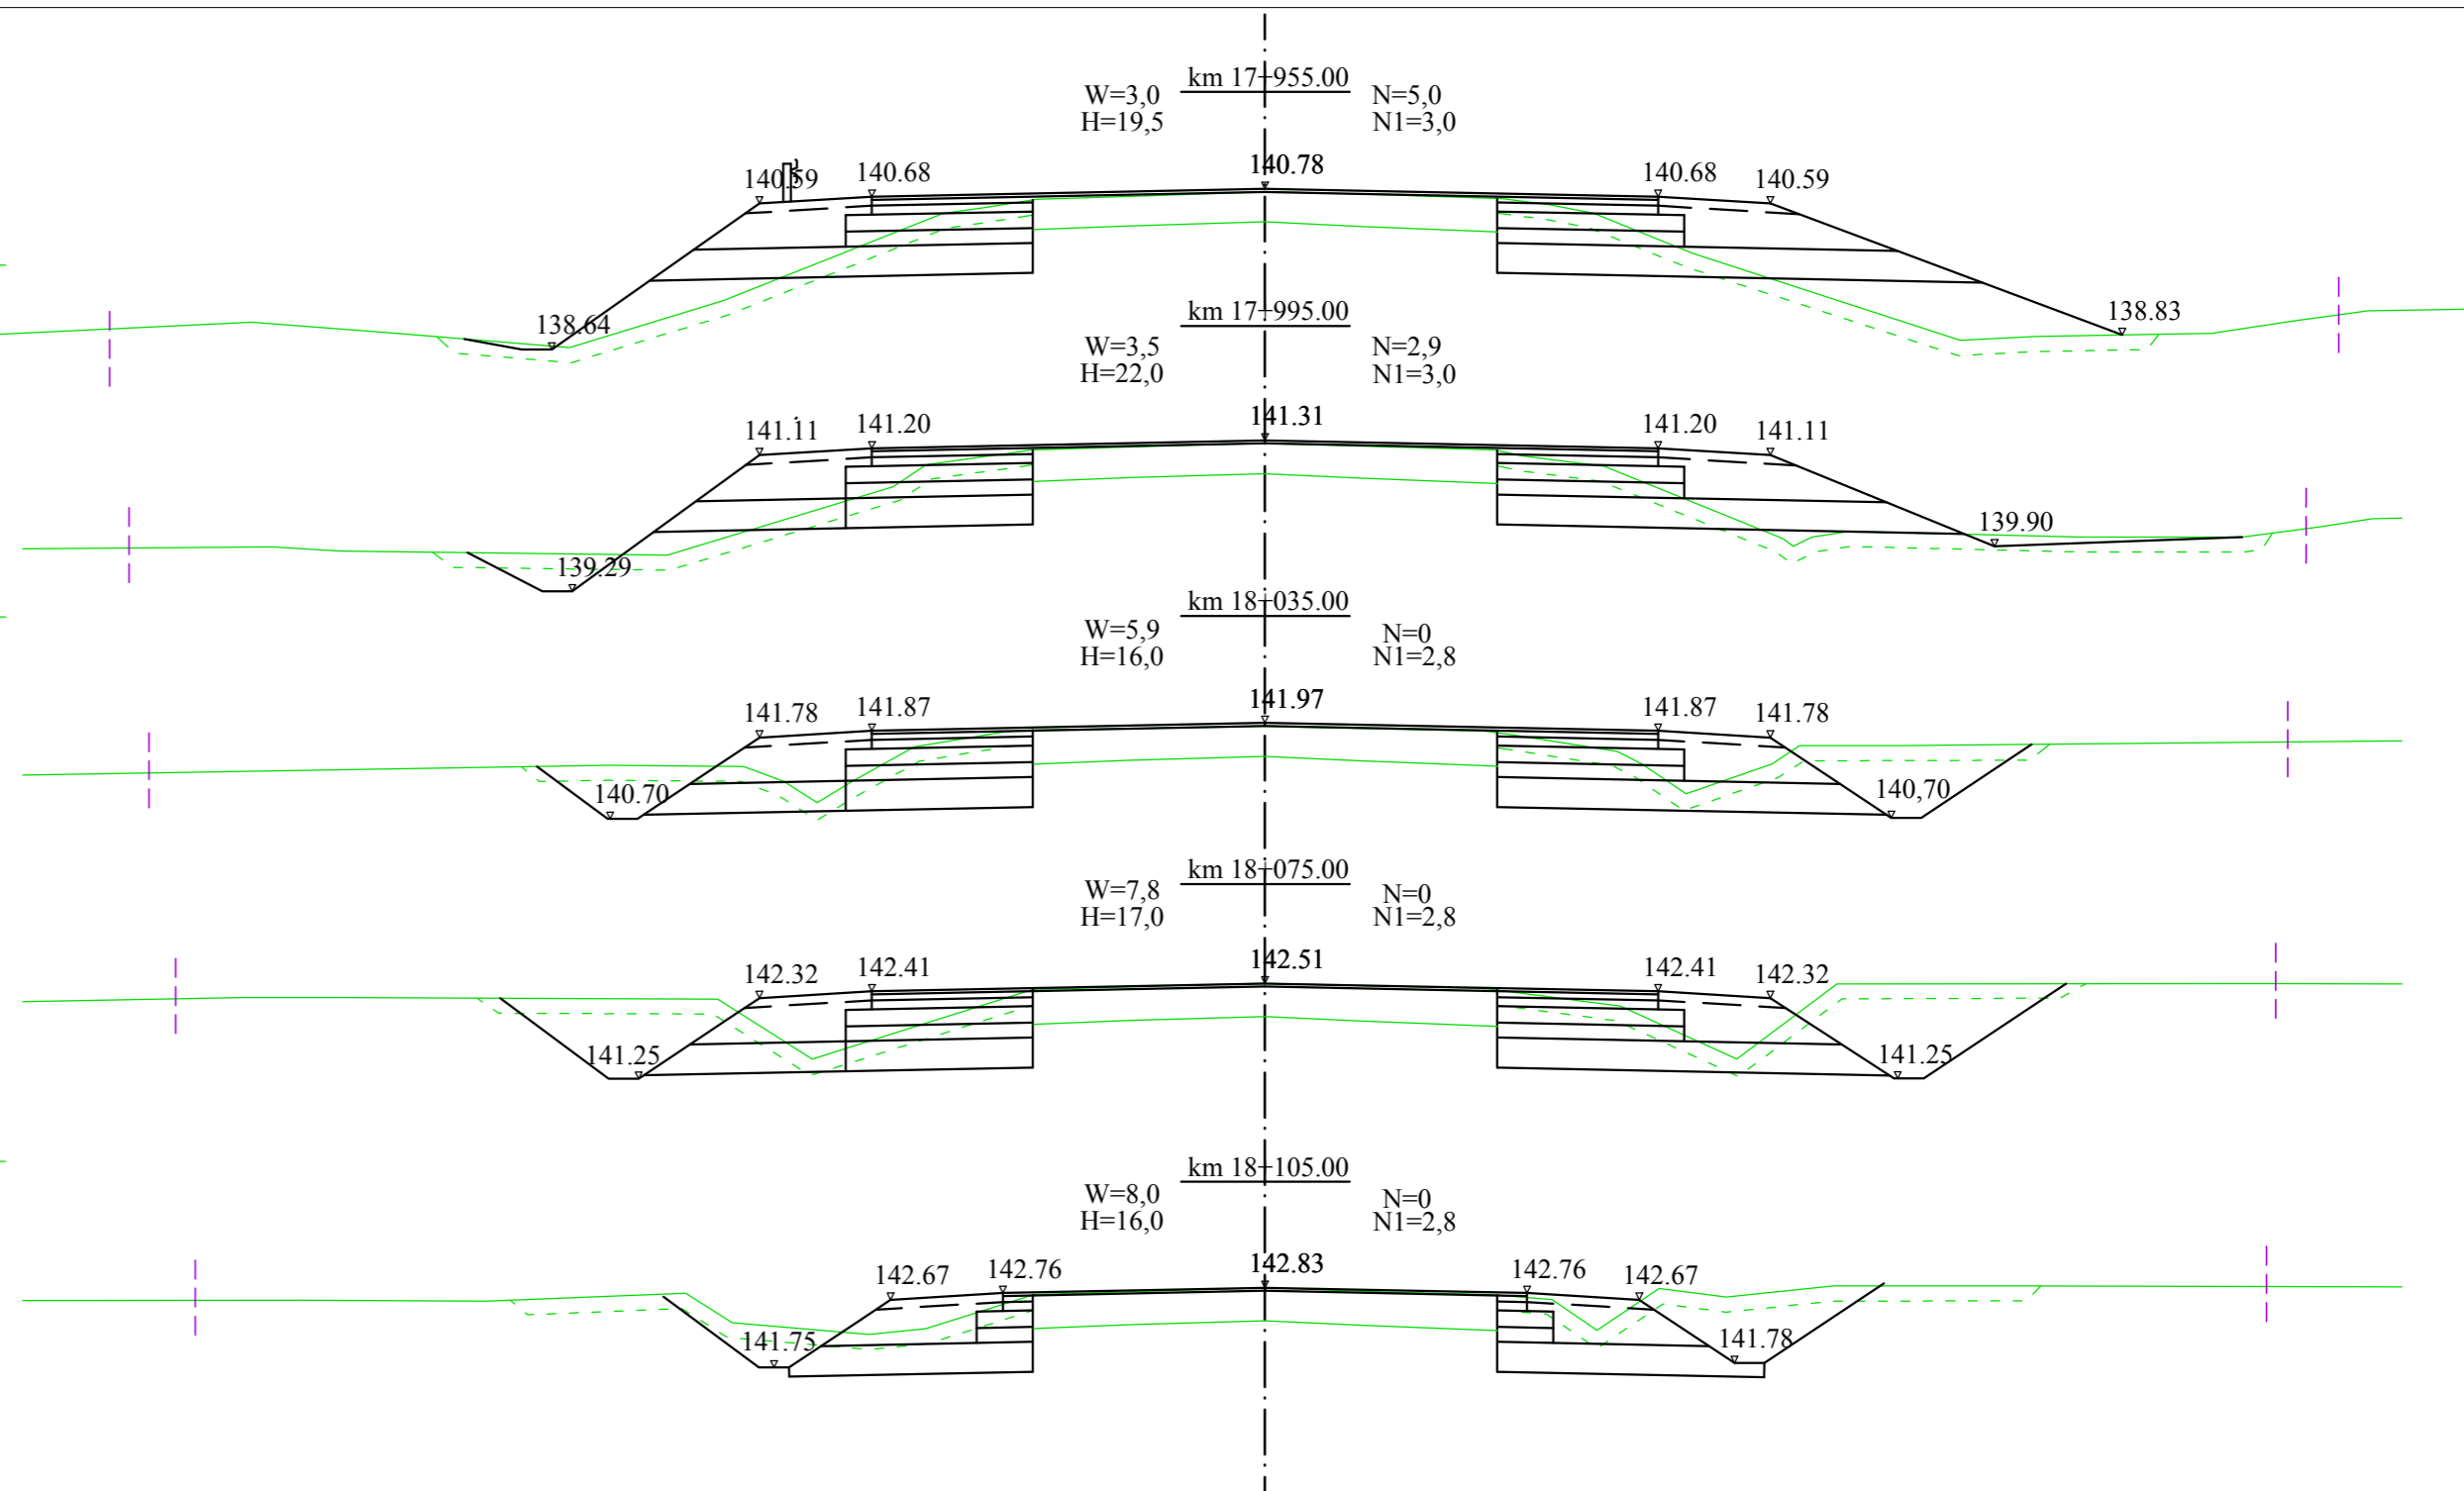 km 17+955.00
W=3,0 N=5,0
H=19,5 N1=3,0
140.59 140.68 140.78 140.68 140.59
138.64 138.83
km 17+995.00
W=3,5 N=2,9
H=22,0 N1=3,0
141.11 141.20 141.31 141.20 141.11
139.29 139.90
km 18+035.00
W=5,9 N=0
H=16,0 N1=2,8
141.78 141.87 141.97 141.87 141.78
140.70 140,70
km 18+075.00
W=7,8 N=0
H=17,0 N1=2,8
142.32 142.41 142.51 142.41 142.32
141.25 141.25
km 18+105.00
W=8,0 N=0
H=16,0 N1=2,8
142.67 142.76 142.83 142.76 142.67
141.75 141.78